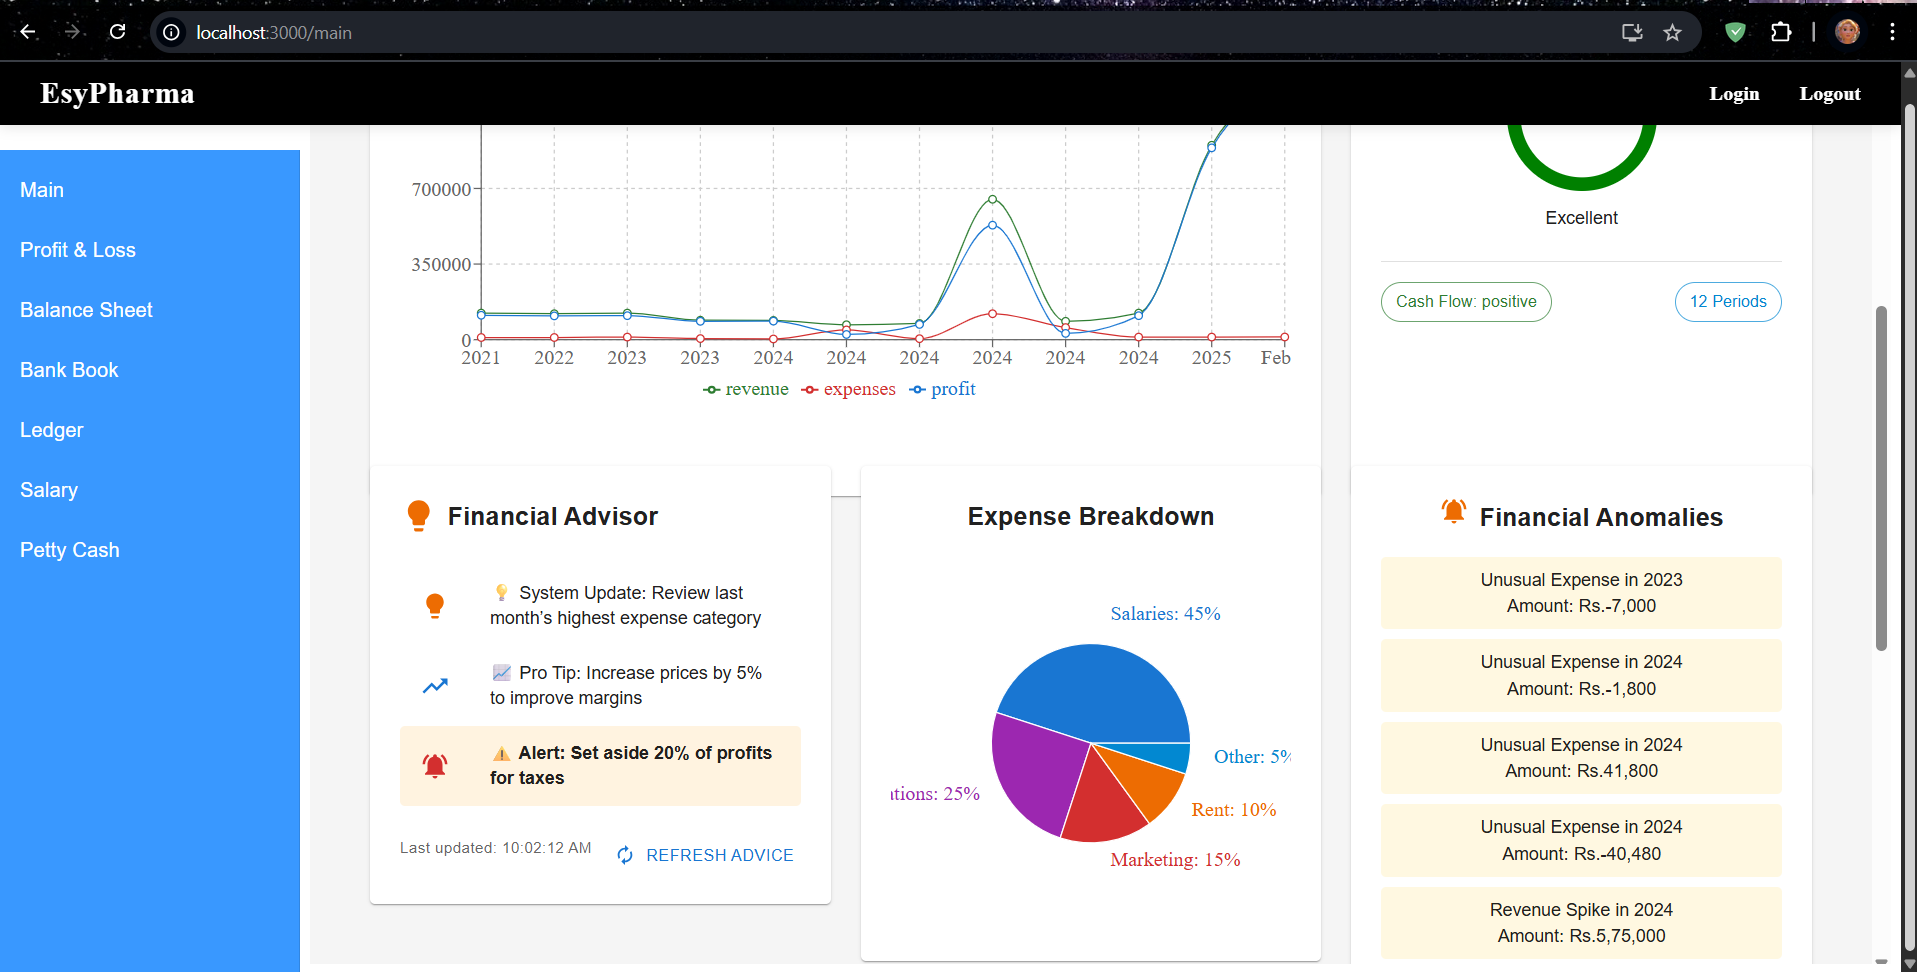 localhost:3000/main
EsyPharma
Login
Logout
Main
Profit & Loss
Balance Sheet
Bank Book
Ledger
Salary
Petty Cash
700000
350000
0
2021 2022 2023 2023 2024 2024 2024 2024 2024 2024 2025 Feb
revenue expenses profit
Excellent
Cash Flow: positive
12 Periods
Financial Advisor
System Update: Review last
month’s highest expense category
Pro Tip: Increase prices by 5%
to improve margins
Alert: Set aside 20% of profits
for taxes
Last updated: 10:02:12 AM
REFRESH ADVICE
Expense Breakdown
Salaries: 45%
Other: 5%
ations: 25%
Rent: 10%
Marketing: 15%
Financial Anomalies
Unusual Expense in 2023
Amount: Rs.-7,000
Unusual Expense in 2024
Amount: Rs.-1,800
Unusual Expense in 2024
Amount: Rs.41,800
Unusual Expense in 2024
Amount: Rs.-40,480
Revenue Spike in 2024
Amount: Rs.5,75,000